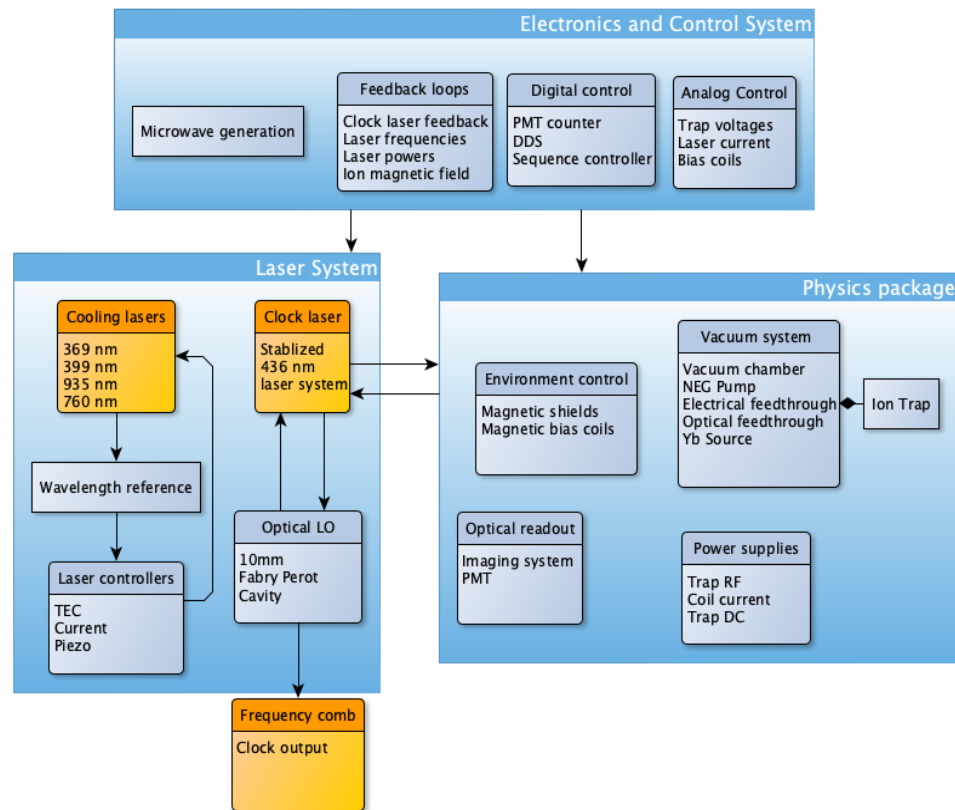 Electronics and Control System
Microwave generation
Feedback loops
Clock laser feedback
Laser frequencies
Laser powers
Ion magnetic field
Digital control
PMT counter
DDS
Sequence controller
Analog Control
Trap voltages
Laser current
Bias coils
Laser System
Cooling lasers
369 nm
399 nm
935 nm
760 nm
Clock laser
Stablized
436 nm
laser system
Wavelength reference
Laser controllers
TEC
Current
Piezo
Optical LO
10mm
Fabry Perot
Cavity
Frequency comb
Clock output
Physics package
Environment control
Magnetic shields
Magnetic bias coils
Vacuum system
Vacuum chamber
NEG Pump
Electrical feedthrough
Optical feedthrough
Yb Source
Ion Trap
Optical readout
Imaging system
PMT
Power supplies
Trap RF
Coil current
Trap DC